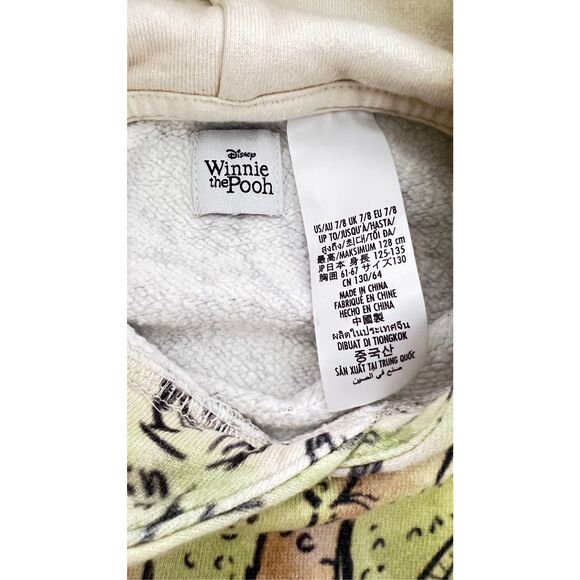 Disney
Winnie
the Pooh
US/AU 7/8 UK 7/8 EU 7/8
UP TO/JUSQU'À/HASTA/
สูงถึง/최대/TỐI ĐA/
最高/MAKSIMUM 128 cm
JP日本 身長 125-135
胸囲 61-67 サイズ130
CN 130/64
MADE IN CHINA
FABRIQUÉ EN CHINE
HECHO EN CHINA
中國製
ผลิตในประเทศจีน
DIBUAT DI TIONGKOK
중국산
SẢN XUẤT TẠI TRUNG QUỐC
صنع في الصين